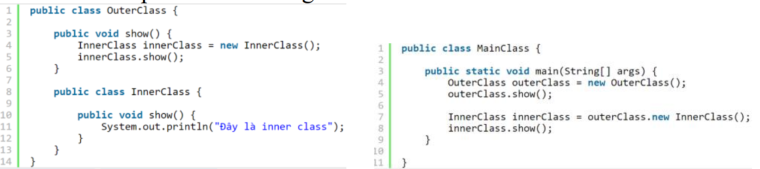 1 public class OuterClass {
2
3 public void show() {
4 InnerClass innerClass = new InnerClass();
5 innerClass.show();
6 }
7
8 public class InnerClass {
9
10 public void show() {
11 System.out.println("Đây là inner class");
12 }
13 }
14 }
1 public class MainClass {
2
3 public static void main(String[] args) {
4 OuterClass outerClass = new OuterClass();
5 outerClass.show();
6
7 InnerClass innerClass = outerClass.new InnerClass();
8 innerClass.show();
9 }
10
11 }